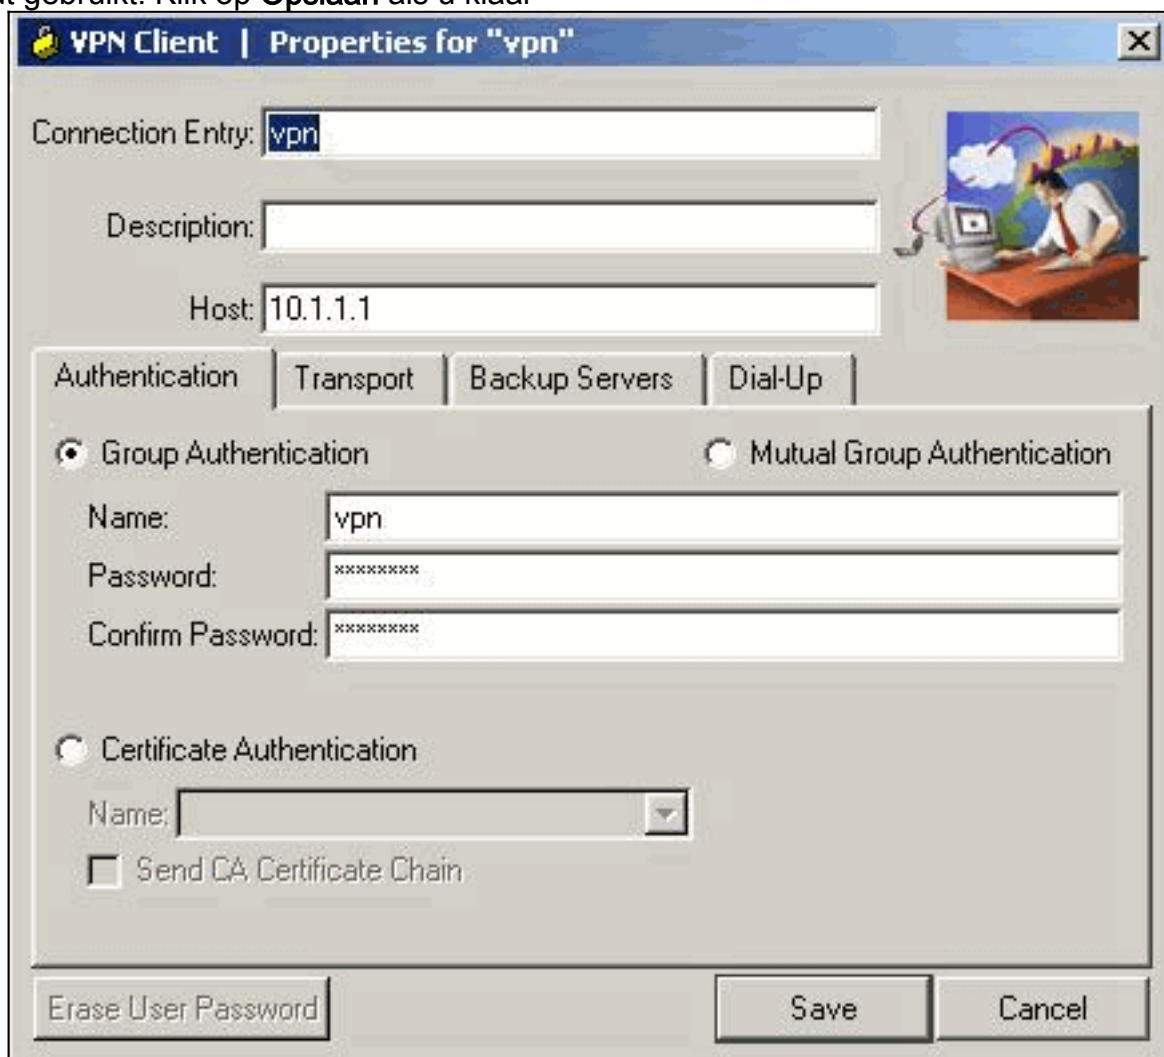 gebruikt. Klik op Opslaan als u klaar
VPN Client | Properties for "vpn"
Connection Entry: vpn
Description:
Host: 10.1.1.1
Authentication Transport Backup Servers Dial-Up
Group Authentication Mutual Group Authentication
Name: vpn
Password: ********
Confirm Password: ********
Certificate Authentication
Name:
Send CA Certificate Chain
Erase User Password Save Cancel